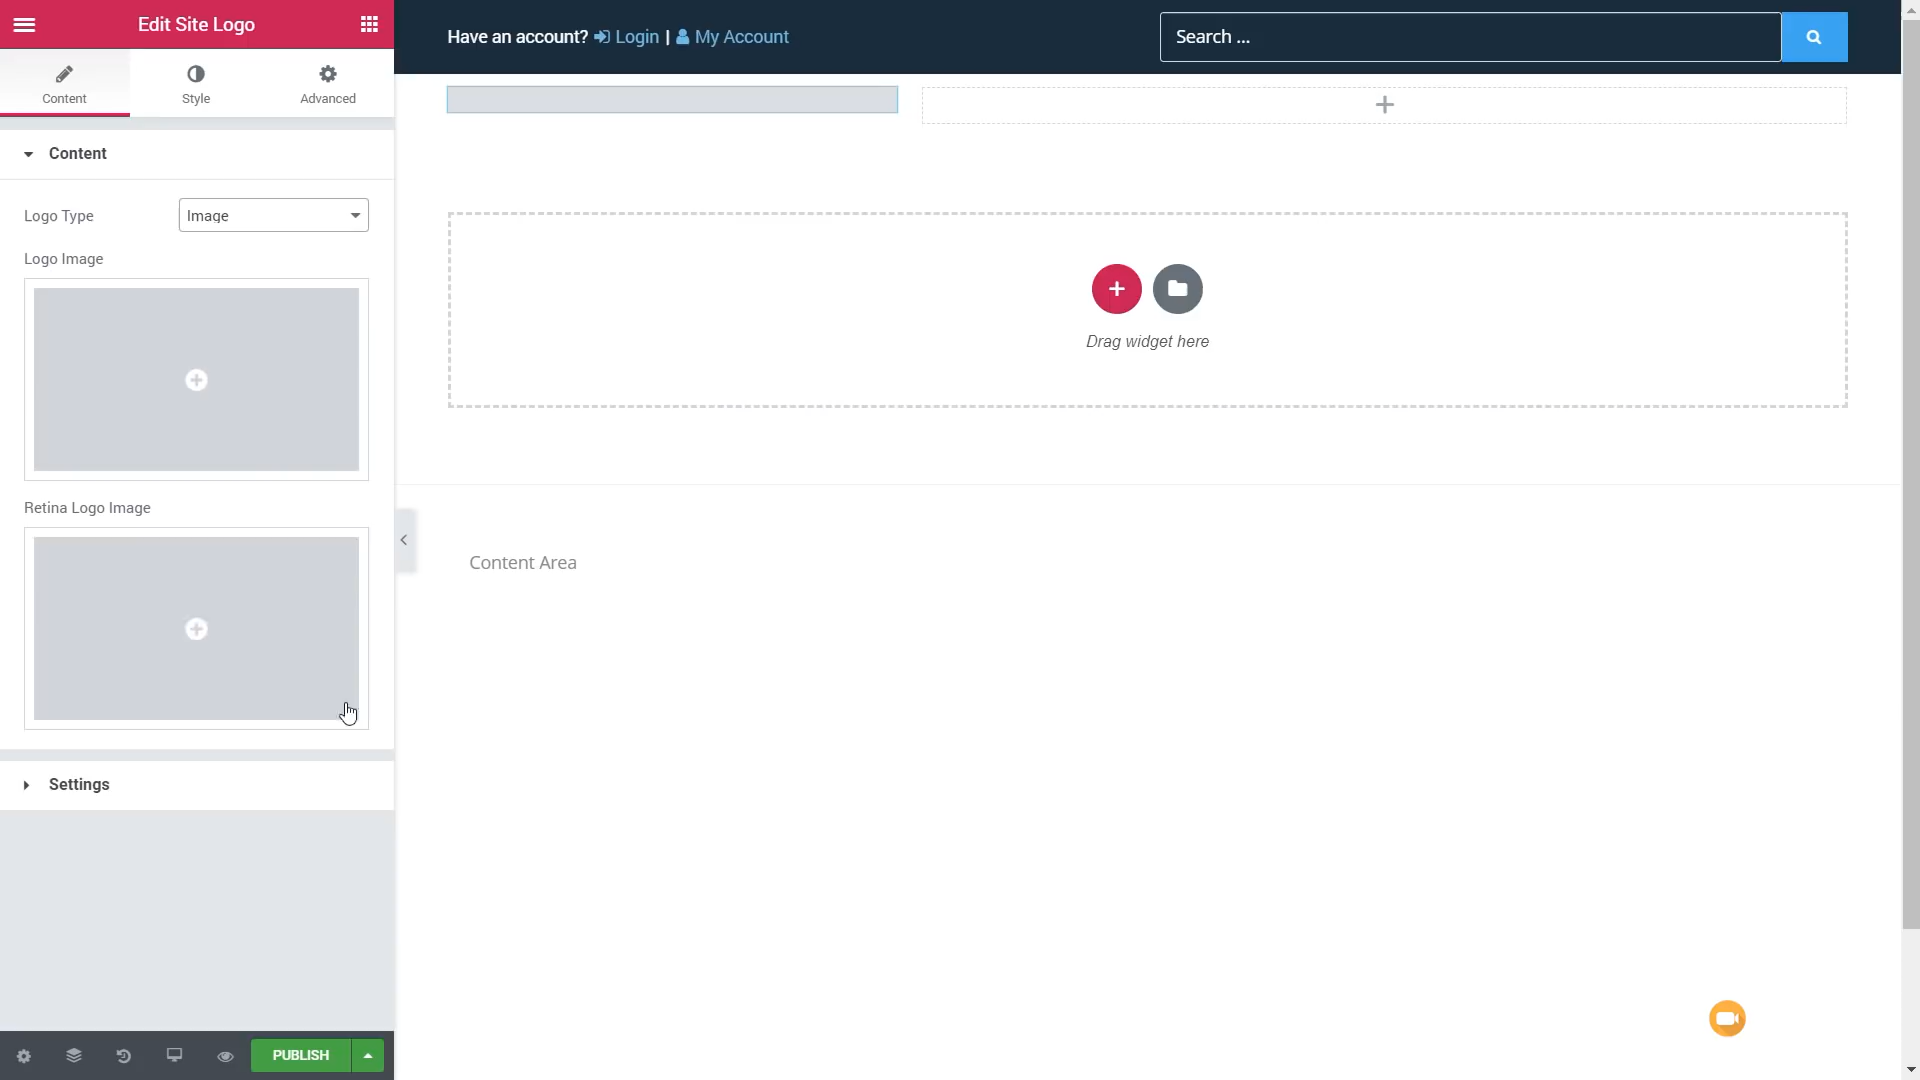 Edit Site Logo
Content
Style
Advanced
Content
Logo Type
Image
Logo Image
Retina Logo Image
Settings
PUBLISH
Have an account? Login | My Account
Search ...
Drag widget here
Content Area